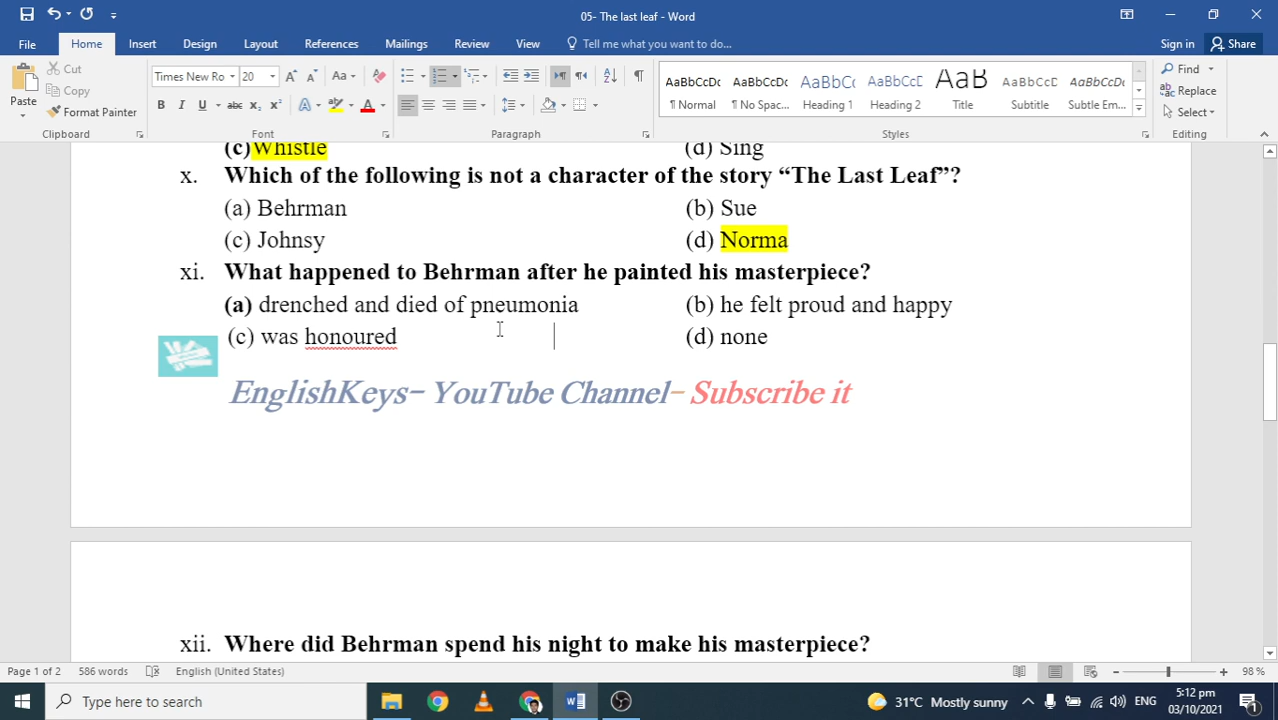 05- The last leaf - Word
File Home Insert Design Layout References Mailings Review View Tell me what you want to do... Sign in Share
Paste Cut Copy Format Painter
Times New Ro 20 Aa
AaBbCcDc AaBbCcDc AaBbCc AaBbCcL AaB AaBbCcD AaBbCcDc
¶ Normal ¶ No Spac... Heading 1 Heading 2 Title Subtitle Subtle Em...
Find Replace Select
Clipboard Font Paragraph Styles Editing
(c)Whistle (d) Sing
x. Which of the following is not a character of the story “The Last Leaf”?
(a) Behrman (b) Sue
(c) Johnsy (d) Norma
xi. What happened to Behrman after he painted his masterpiece?
(a) drenched and died of pneumonia (b) he felt proud and happy
(c) was honoured (d) none
EnglishKeys- YouTube Channel- Subscribe it
xii. Where did Behrman spend his night to make his masterpiece?
Page 1 of 2 586 words English (United States) 98 %
Type here to search 31°C Mostly sunny ENG 5:12 pm
03/10/2021 1